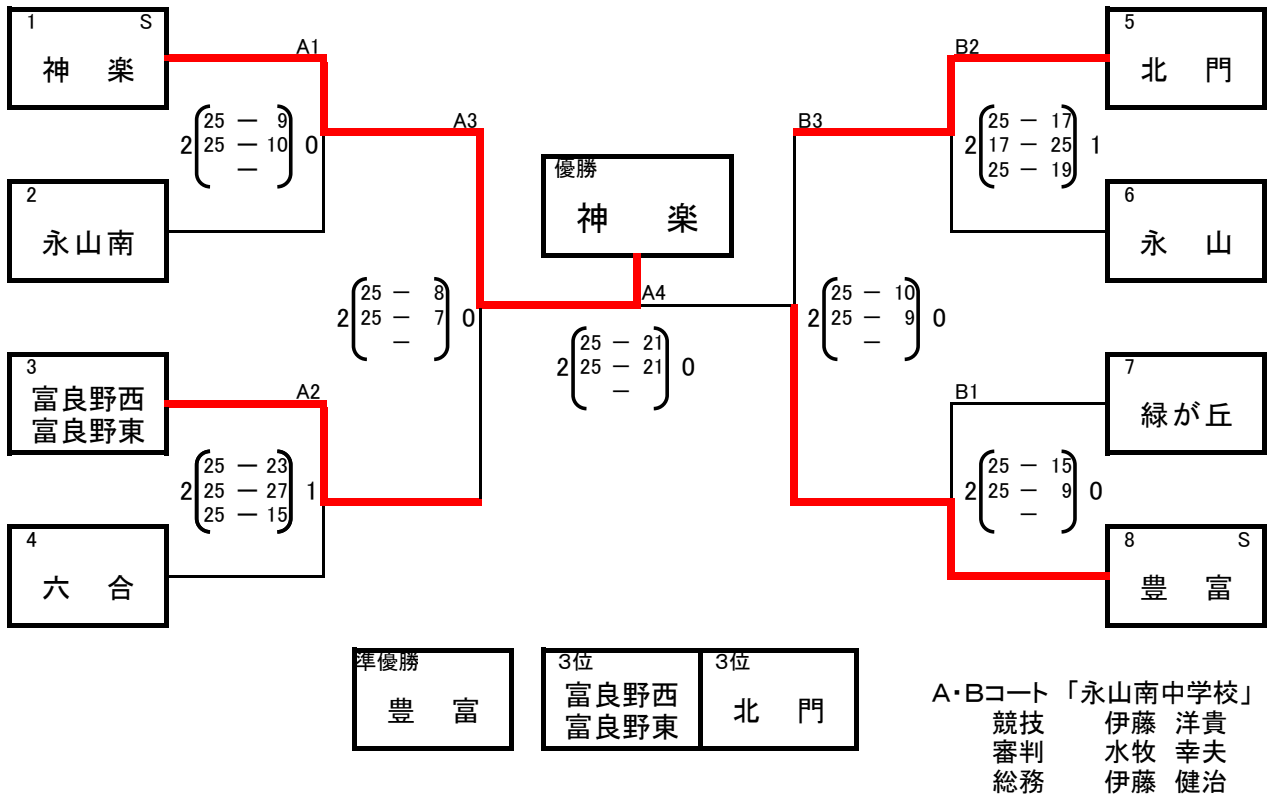 1 S
神 楽
A1
2 25 － 9 0
25 － 10
－
2
永山南
A3
3
富良野西
富良野東
A2
2 25 － 23 1
25 － 27
25 － 15
4
六 合
2 25 － 8 0
25 － 7
－
優勝
神 楽
A4
2 25 － 21 0
25 － 21
－
B2
5
北 門
B3
2 25 － 17 1
17 － 25
25 － 19
6
永 山
2 25 － 10 0
25 － 9
－
B1
7
緑が丘
2 25 － 15 0
25 － 9
－
8 S
豊 富
準優勝
豊 富
3位
富良野西
富良野東
3位
北 門
A・Bコート 「永山南中学校」
競技 伊藤 洋貴
審判 水牧 幸夫
総務 伊藤 健治